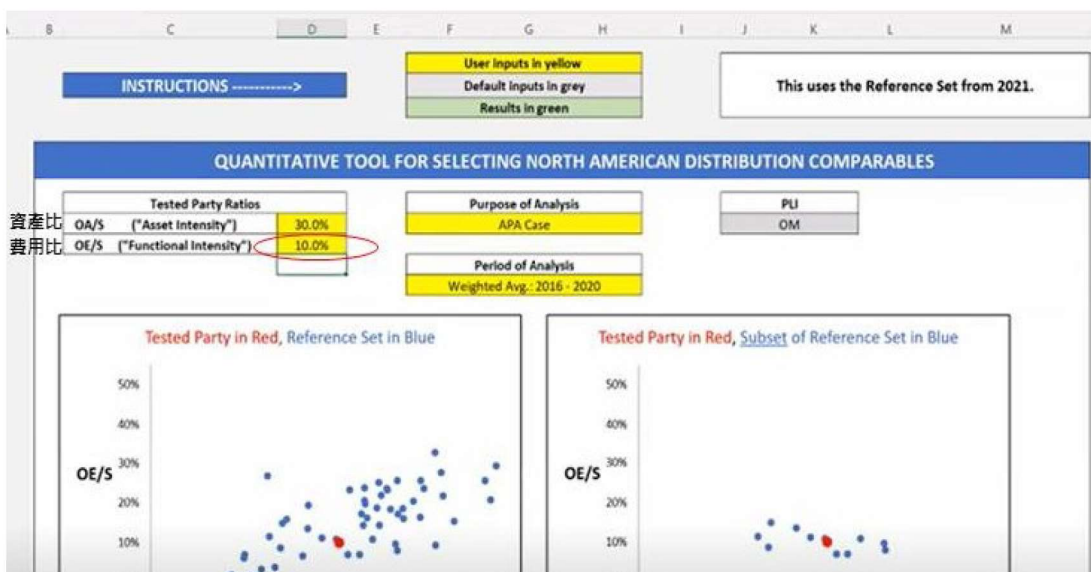 B C D E F G H I J K L M
INSTRUCTIONS ----------->
User inputs in yellow
Default inputs in grey
Results in green
This uses the Reference Set from 2021.
QUANTITATIVE TOOL FOR SELECTING NORTH AMERICAN DISTRIBUTION COMPARABLES
Tested Party Ratios
資產比 OA/S ("Asset Intensity") 30.0%
費用比 OE/S ("Functional Intensity") 10.0%
Purpose of Analysis
APA Case
PLI
OM
Period of Analysis
Weighted Avg.: 2016 - 2020
Tested Party in Red, Reference Set in Blue
50%
40%
30%
OE/S
20%
10%
Tested Party in Red, Subset of Reference Set in Blue
50%
40%
30%
OE/S
20%
10%